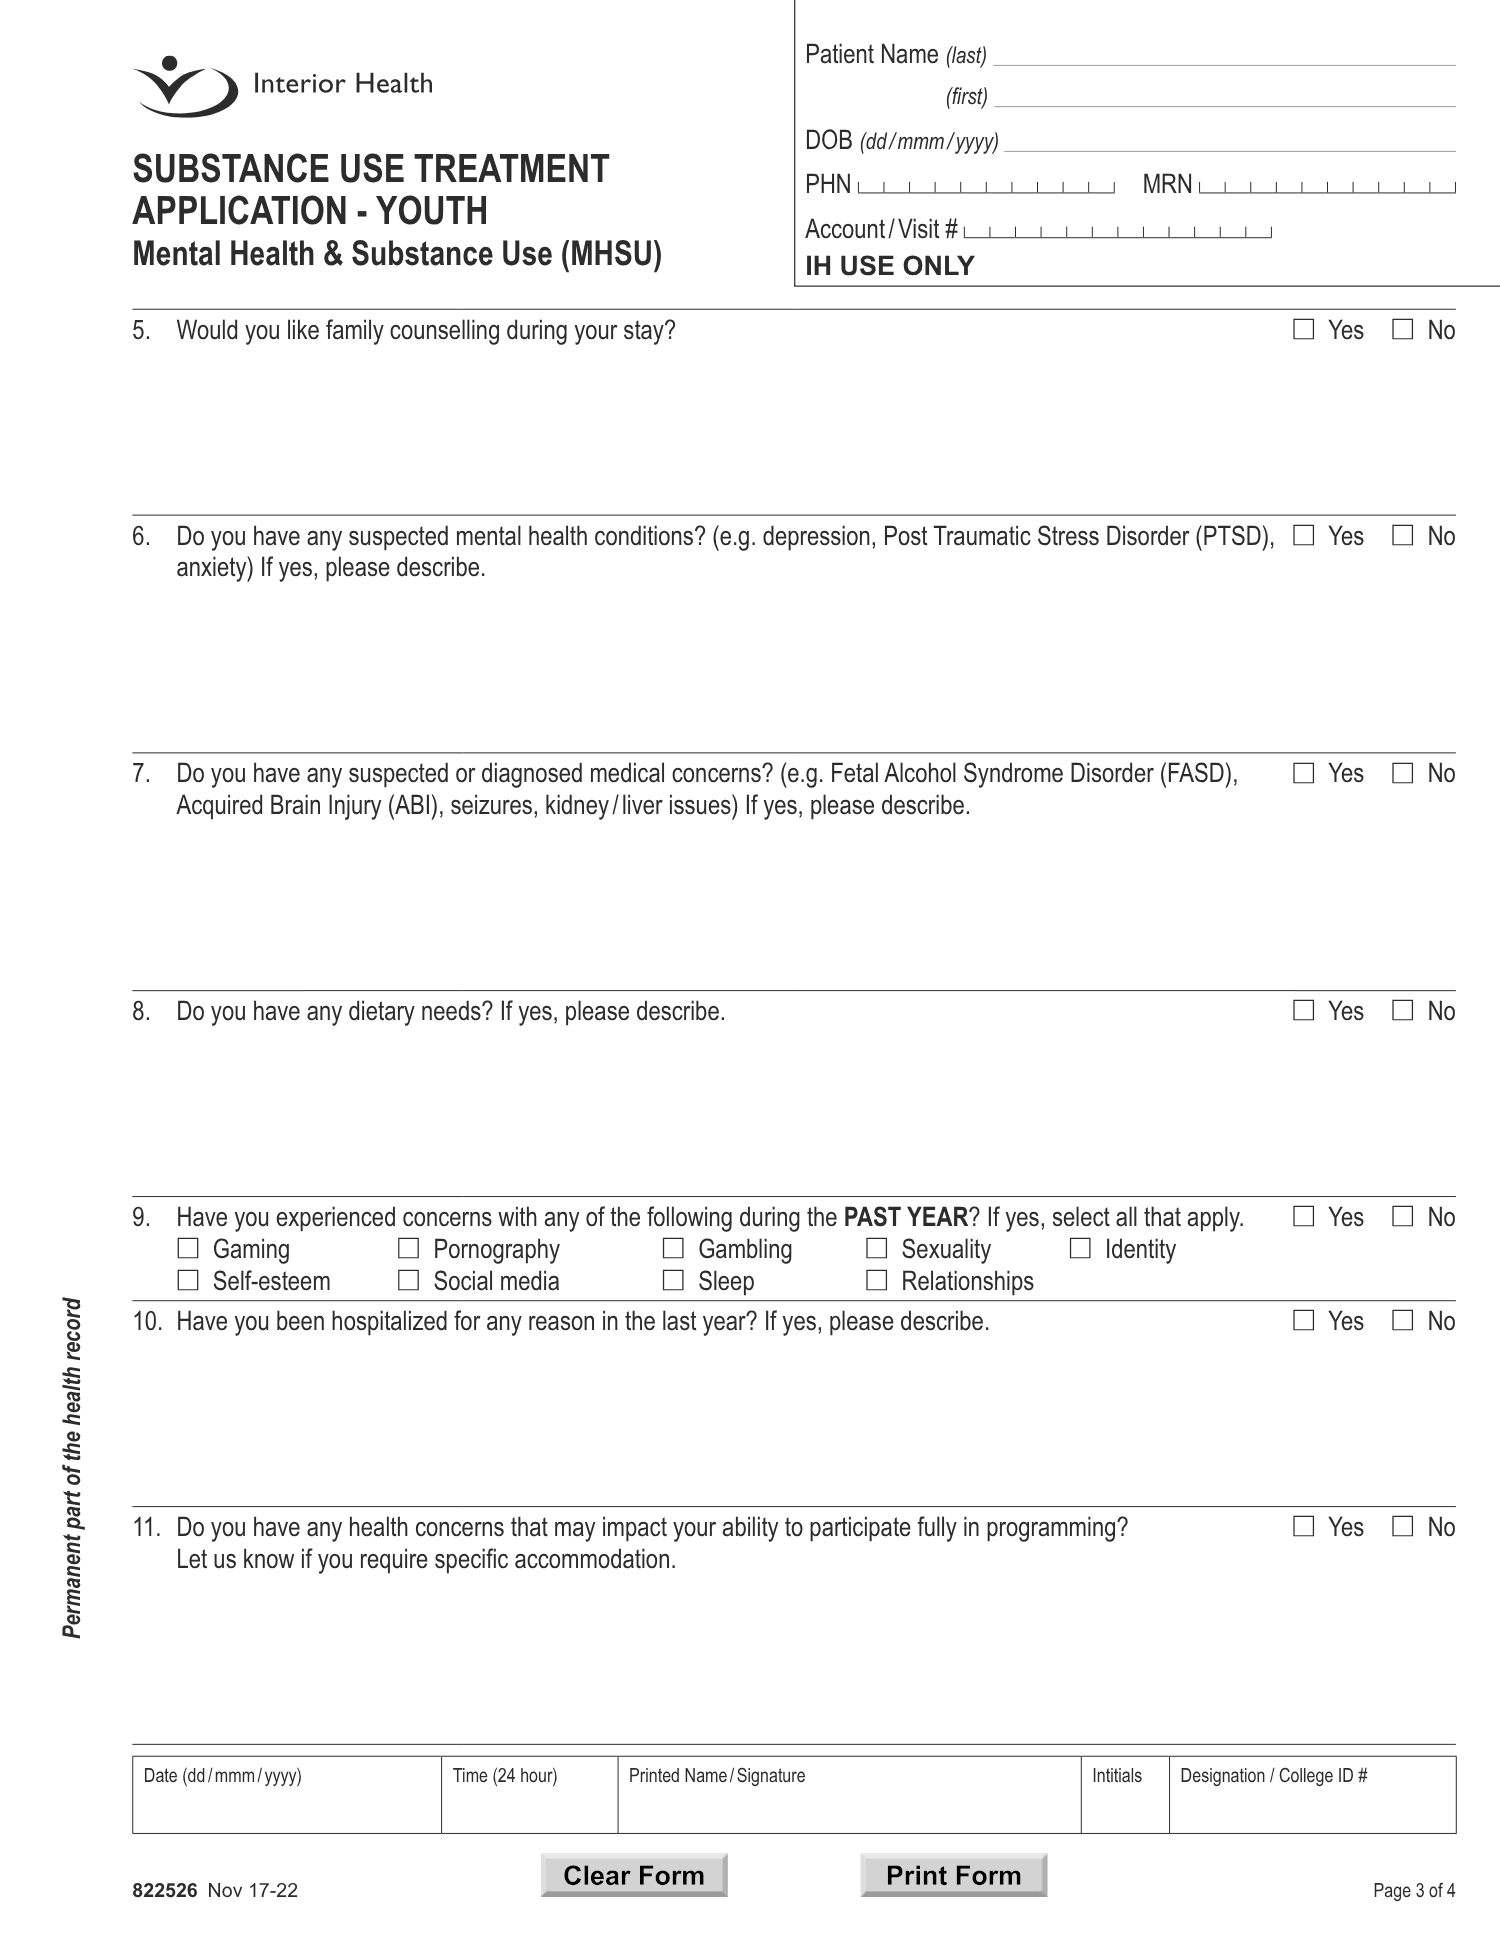 Interior Health
SUBSTANCE USE TREATMENT
APPLICATION - YOUTH
Mental Health & Substance Use (MHSU)
Patient Name (last)
(first)
DOB (dd/mmm/yyyy)
PHN MRN
Account/Visit #
IH USE ONLY
5. Would you like family counselling during your stay? Yes No
6. Do you have any suspected mental health conditions? (e.g. depression, Post Traumatic Stress Disorder (PTSD), Yes No
anxiety) If yes, please describe.
7. Do you have any suspected or diagnosed medical concerns? (e.g. Fetal Alcohol Syndrome Disorder (FASD), Yes No
Acquired Brain Injury (ABI), seizures, kidney/liver issues) If yes, please describe.
8. Do you have any dietary needs? If yes, please describe. Yes No
9. Have you experienced concerns with any of the following during the PAST YEAR? If yes, select all that apply. Yes No
Gaming Pornography Gambling Sexuality Identity
Self-esteem Social media Sleep Relationships
10. Have you been hospitalized for any reason in the last year? If yes, please describe. Yes No
11. Do you have any health concerns that may impact your ability to participate fully in programming? Yes No
Let us know if you require specific accommodation.
Permanent part of the health record
Date (dd/mmm/yyyy) Time (24 hour) Printed Name/Signature Intitials Designation / College ID #
Clear Form Print Form
822526 Nov 17-22 Page 3 of 4